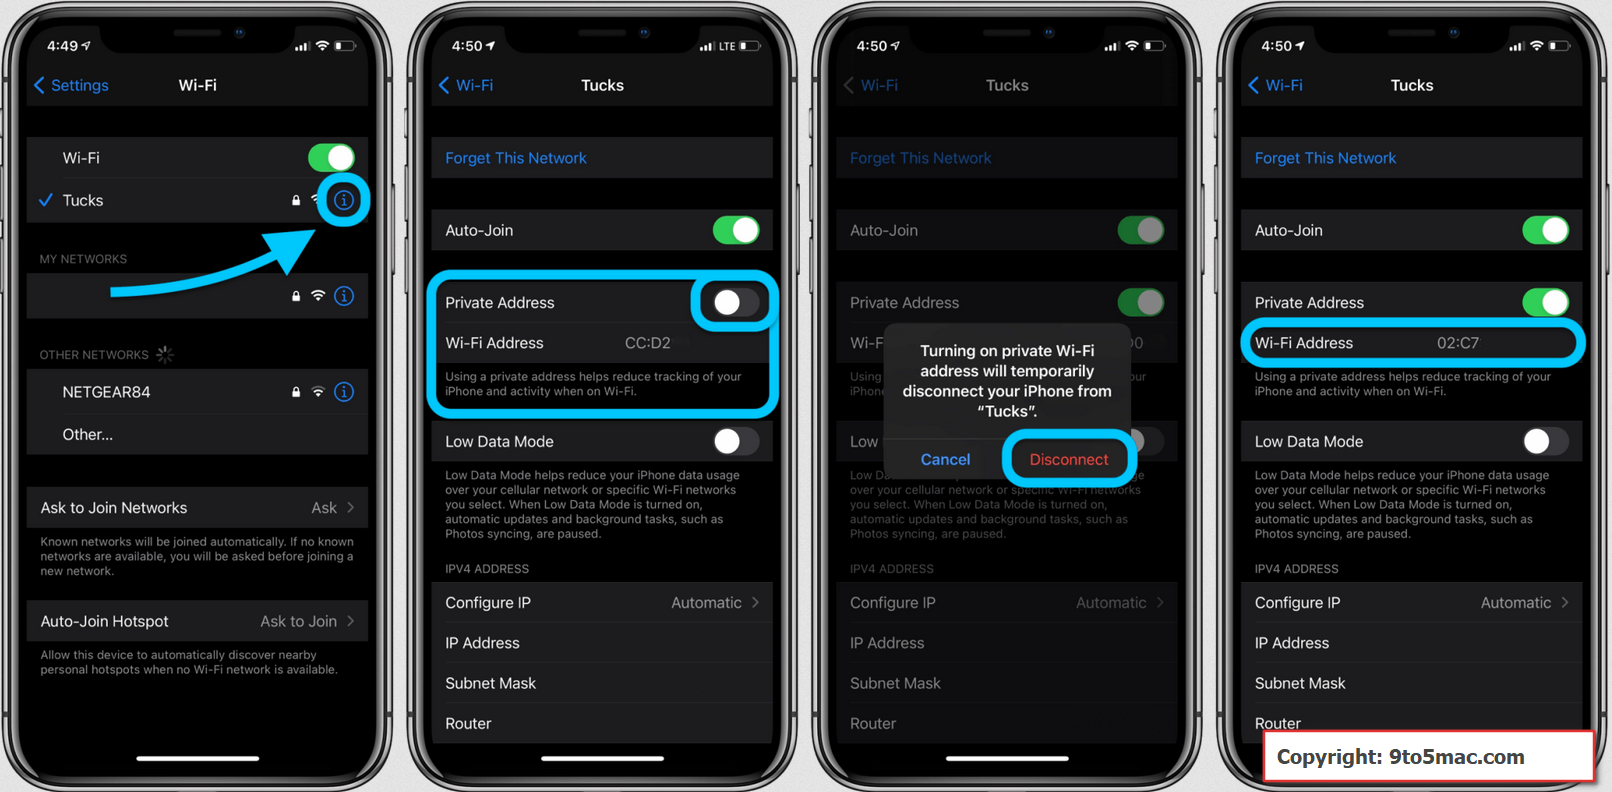 4:49
Settings
Wi-Fi
Wi-Fi
Tucks
MY NETWORKS
OTHER NETWORKS
NETGEAR84
Other...
Ask to Join Networks Ask
Known networks will be joined automatically. If no known
networks are available, you will be asked before joining a
new network.
Auto-Join Hotspot Ask to Join
Allow this device to automatically discover nearby
personal hotspots when no Wi-Fi network is available.
4:50 LTE
Wi-Fi
Tucks
Forget This Network
Auto-Join
Private Address
Wi-Fi Address CC:D2
Using a private address helps reduce tracking of your
iPhone and activity when on Wi-Fi.
Low Data Mode
Low Data Mode helps reduce your iPhone data usage
over your cellular network or specific Wi-Fi networks
you select. When Low Data Mode is turned on,
automatic updates and background tasks, such as
Photos syncing, are paused.
IPV4 ADDRESS
Configure IP Automatic
IP Address
Subnet Mask
Router
4:50
Wi-Fi
Tucks
Forget This Network
Auto-Join
Private Address
Turning on private Wi-Fi
address will temporarily
disconnect your iPhone from
“Tucks”.
Cancel Disconnect
Low
over your cellular network or specific Wi-Fi networks
you select. When Low Data Mode is turned on,
automatic updates and background tasks, such as
Photos syncing, are paused.
IPV4 ADDRESS
Configure IP Automatic
IP Address
Subnet Mask
Router
4:50
Wi-Fi
Tucks
Forget This Network
Auto-Join
Private Address
Wi-Fi Address 02:C7
Using a private address helps reduce tracking of your
iPhone and activity when on Wi-Fi.
Low Data Mode
Low Data Mode helps reduce your iPhone data usage
over your cellular network or specific Wi-Fi networks
you select. When Low Data Mode is turned on,
automatic updates and background tasks, such as
Photos syncing, are paused.
IPV4 ADDRESS
Configure IP Automatic
IP Address
Subnet Mask
Router
Copyright: 9to5mac.com